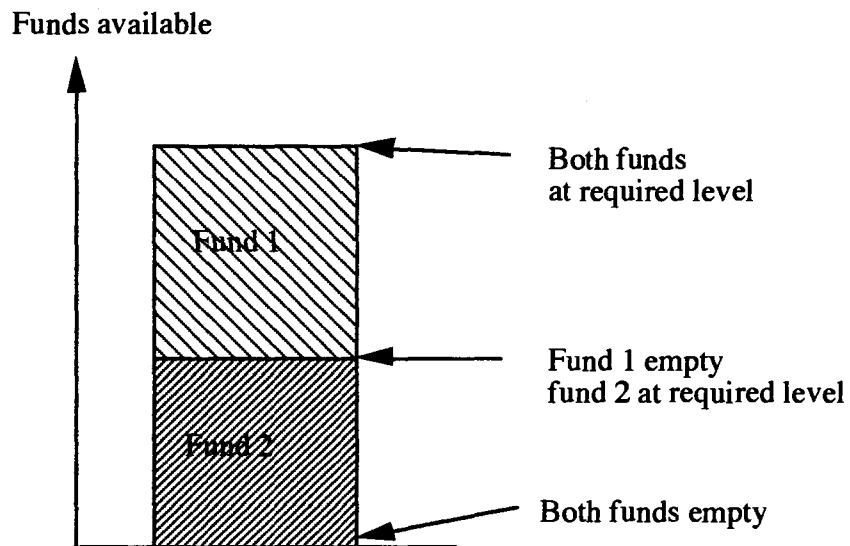 Funds available
Both funds
at required level
Fund 1
Fund 1 empty
fund 2 at required level
Fund 2
Both funds empty